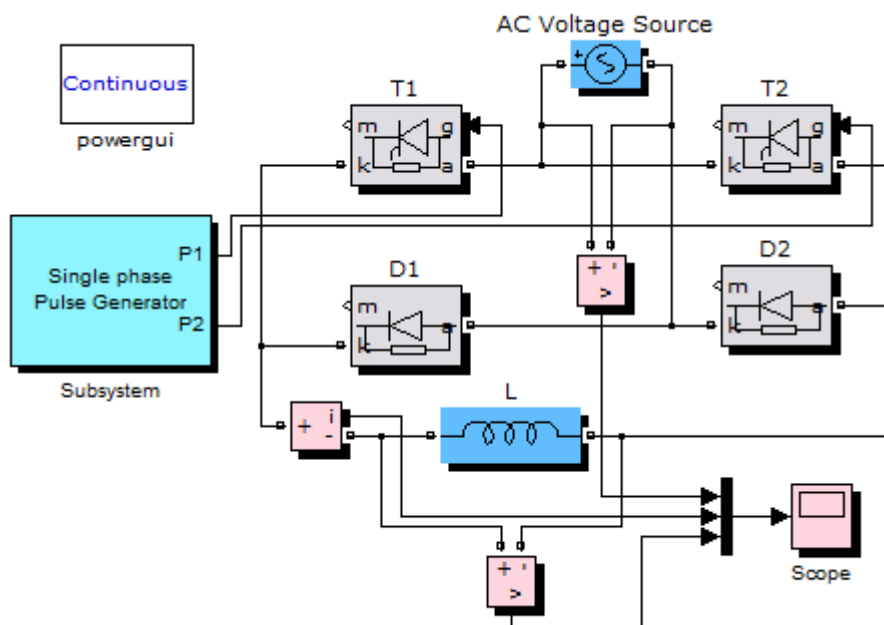 AC Voltage Source
+
Continuous
powergui
T1
m
g
k
a
T2
m
g
k
a
Single phase
Pulse Generator
P1
P2
Subsystem
D1
m
k
a
+ -
v
D2
m
k
a
+
i
-
L
+ -
v
Scope